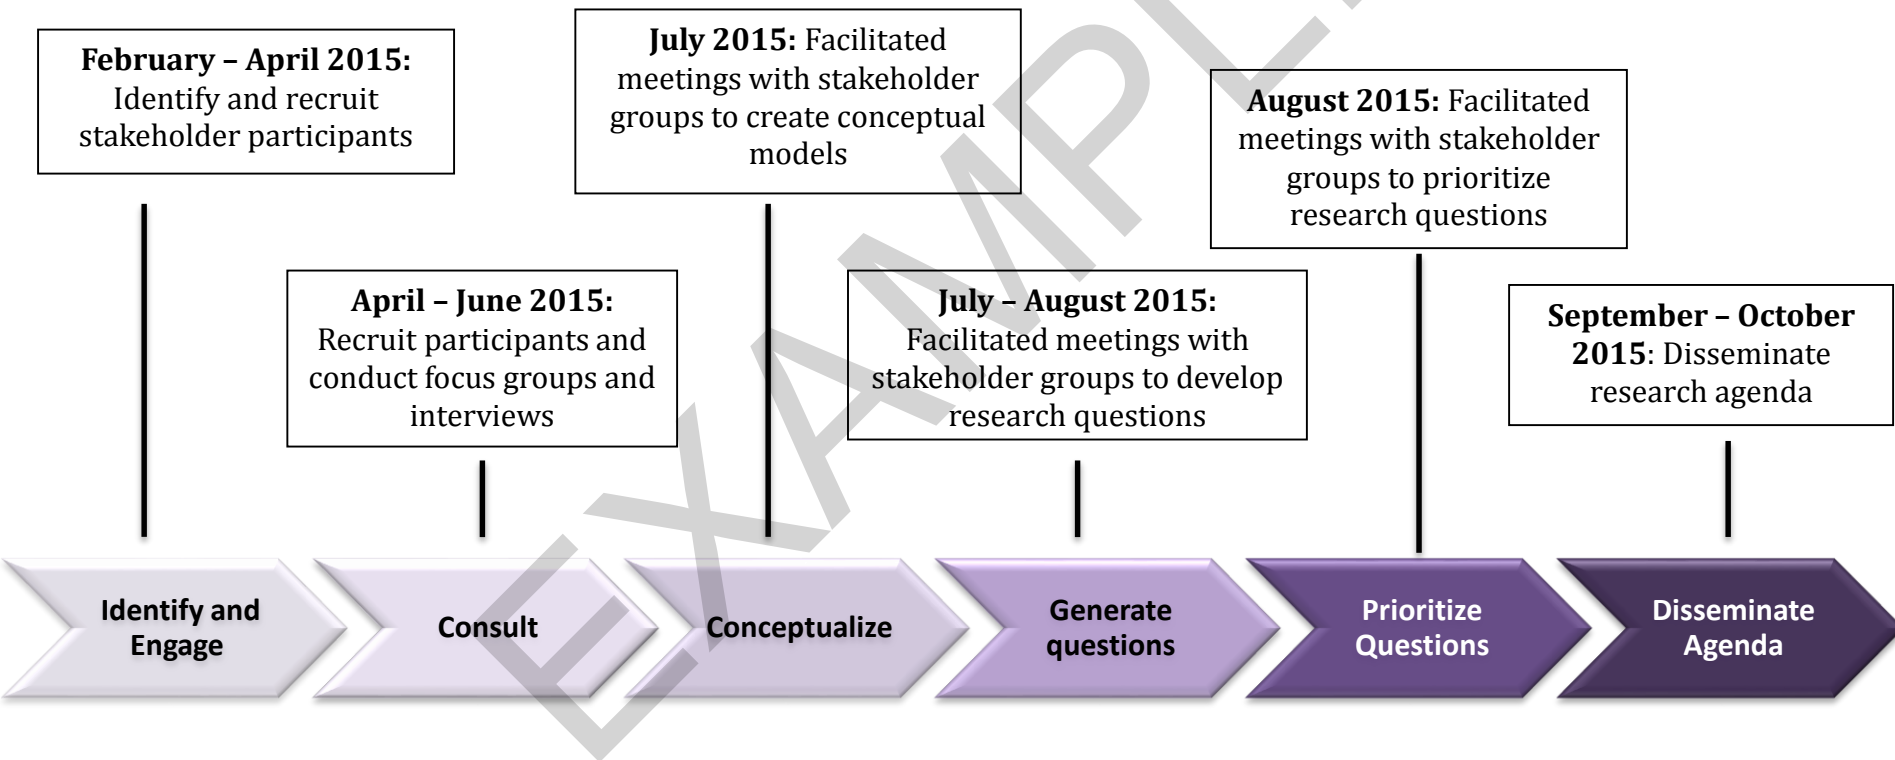 February – April 2015:
Identify and recruit
stakeholder participants
April – June 2015:
Recruit participants and
conduct focus groups and
interviews
July 2015: Facilitated
meetings with stakeholder
groups to create conceptual
models
July – August 2015:
Facilitated meetings with
stakeholder groups to develop
research questions
August 2015: Facilitated
meetings with stakeholder
groups to prioritize
research questions
September – October
2015: Disseminate
research agenda
Identify and
Engage
Consult
Conceptualize
Generate
questions
Prioritize
Questions
Disseminate
Agenda
EXAMPL